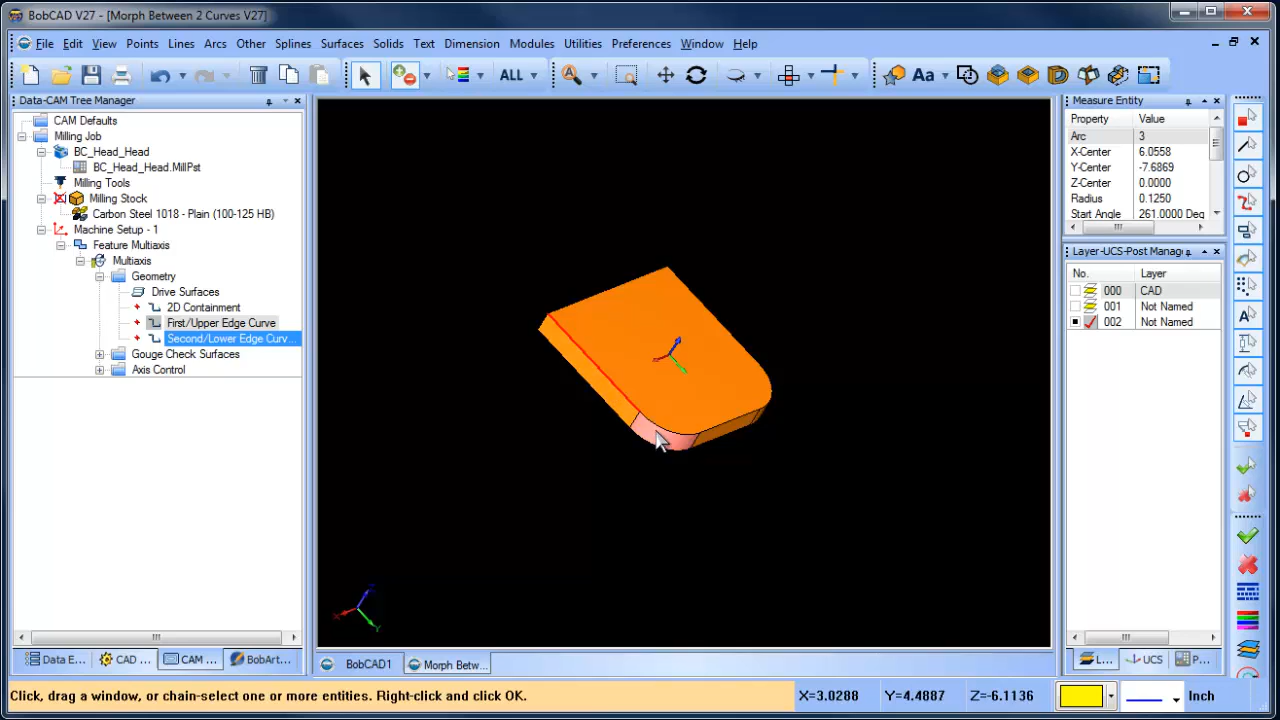 BobCAD V27 - [Morph Between 2 Curves V27]
File Edit View Points Lines Arcs Other Splines Surfaces Solids Text Dimension Modules Utilities Preferences Window Help
ALL Aa
Data-CAM Tree Manager
CAM Defaults
Milling Job
BC_Head_Head
BC_Head_Head.MillPst
Milling Tools
Milling Stock
Carbon Steel 1018 - Plain (100-125 HB)
Machine Setup - 1
Feature Multiaxis
Multiaxis
Geometry
Drive Surfaces
2D Containment
First/Upper Edge Curve
Second/Lower Edge Curv...
Gouge Check Surfaces
Axis Control
Data E... CAD ... CAM ... BobArt...
X Z Y
BobCAD1 Morph Betw...
Measure Entity
Property Value
Arc 3
X-Center 6.0558
Y-Center -7.6869
Z-Center 0.0000
Radius 0.1250
Start Angle 261.0000 Deg
Layer-UCS-Post Manag
No. Layer
000 CAD
001 Not Named
002 Not Named
L... UCS P...
A
Click, drag a window, or chain-select one or more entities. Right-click and click OK.
X=3.0288 Y=4.4887 Z=-6.1136 Inch